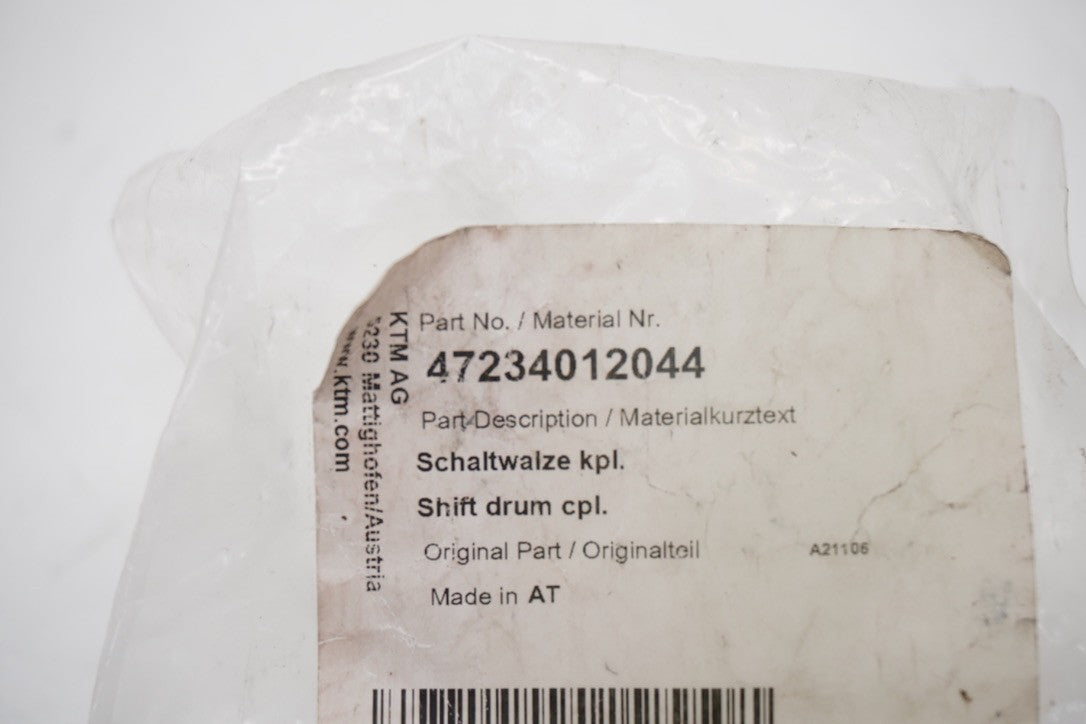 Part No. / Material Nr.
47234012044
Part Description / Materialkurztext
Schaltwalze kpl.
Shift drum cpl.
Original Part / Originalteil A21106
Made in AT
KTM AG
5230 Mattighofen/Austria
www.ktm.com